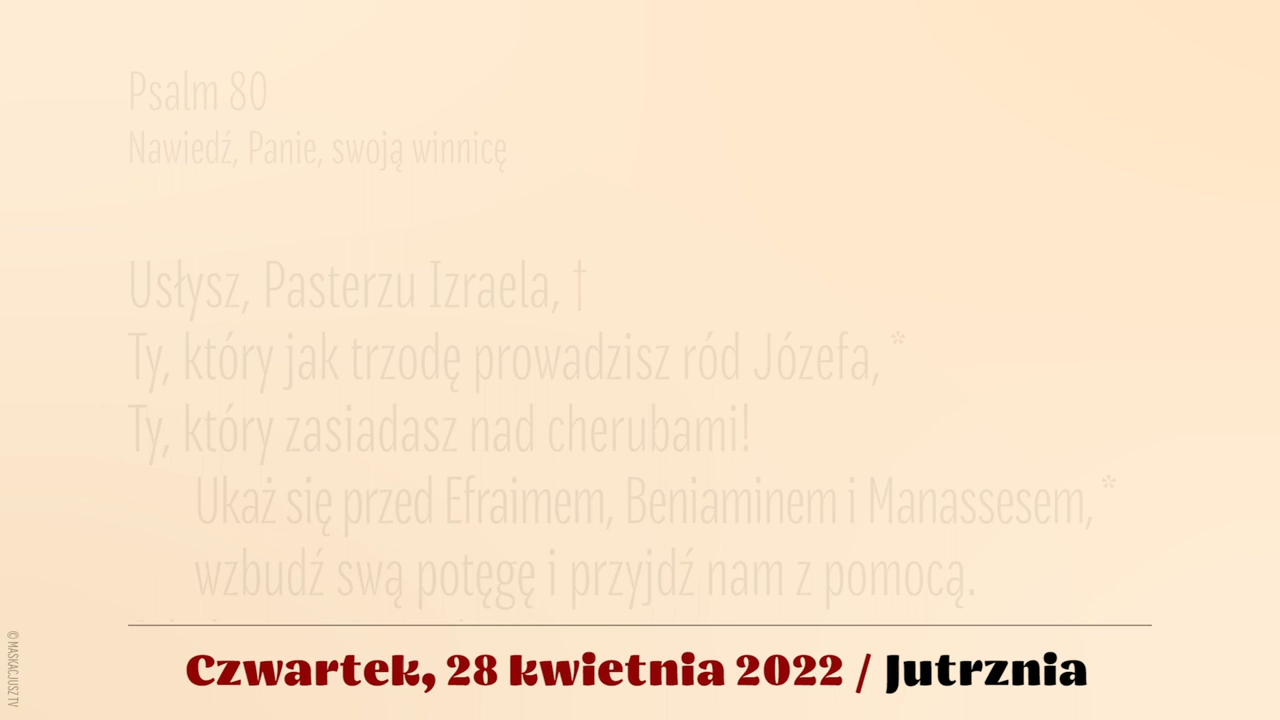 Psalm 80
Nawiedź, Panie, swoją winnicę
Usłysz, Pasterzu Izraela, †
Ty, który jak trzodę prowadzisz ród Józefa, *
Ty, który zasiadasz nad cherubami!
Ukaż się przed Efraimem, Beniaminem i Manassesem, *
wzbudź swą potęgę i przyjdź nam z pomocą.
Czwartek, 28 kwietnia 2022 / Jutrznia
© MASKACJUSZ TV